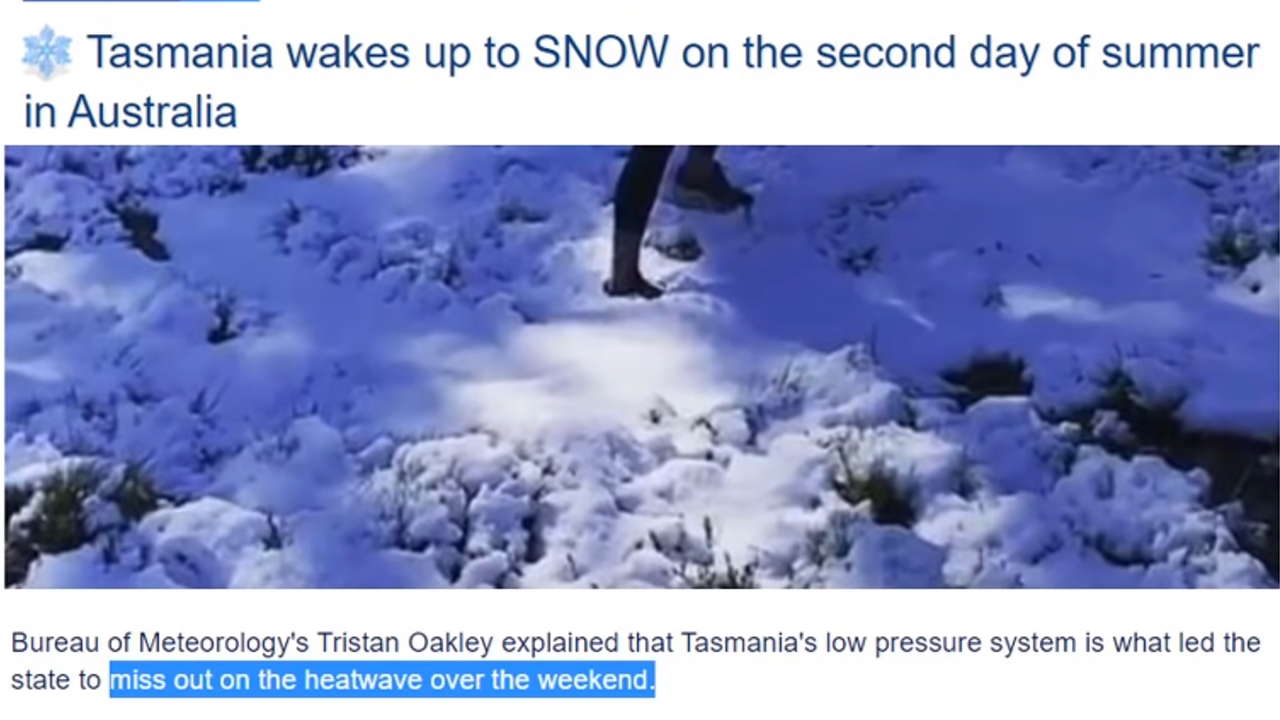 ❄️ Tasmania wakes up to SNOW on the second day of summer
in Australia
Bureau of Meteorology's Tristan Oakley explained that Tasmania's low pressure system is what led the
state to miss out on the heatwave over the weekend.